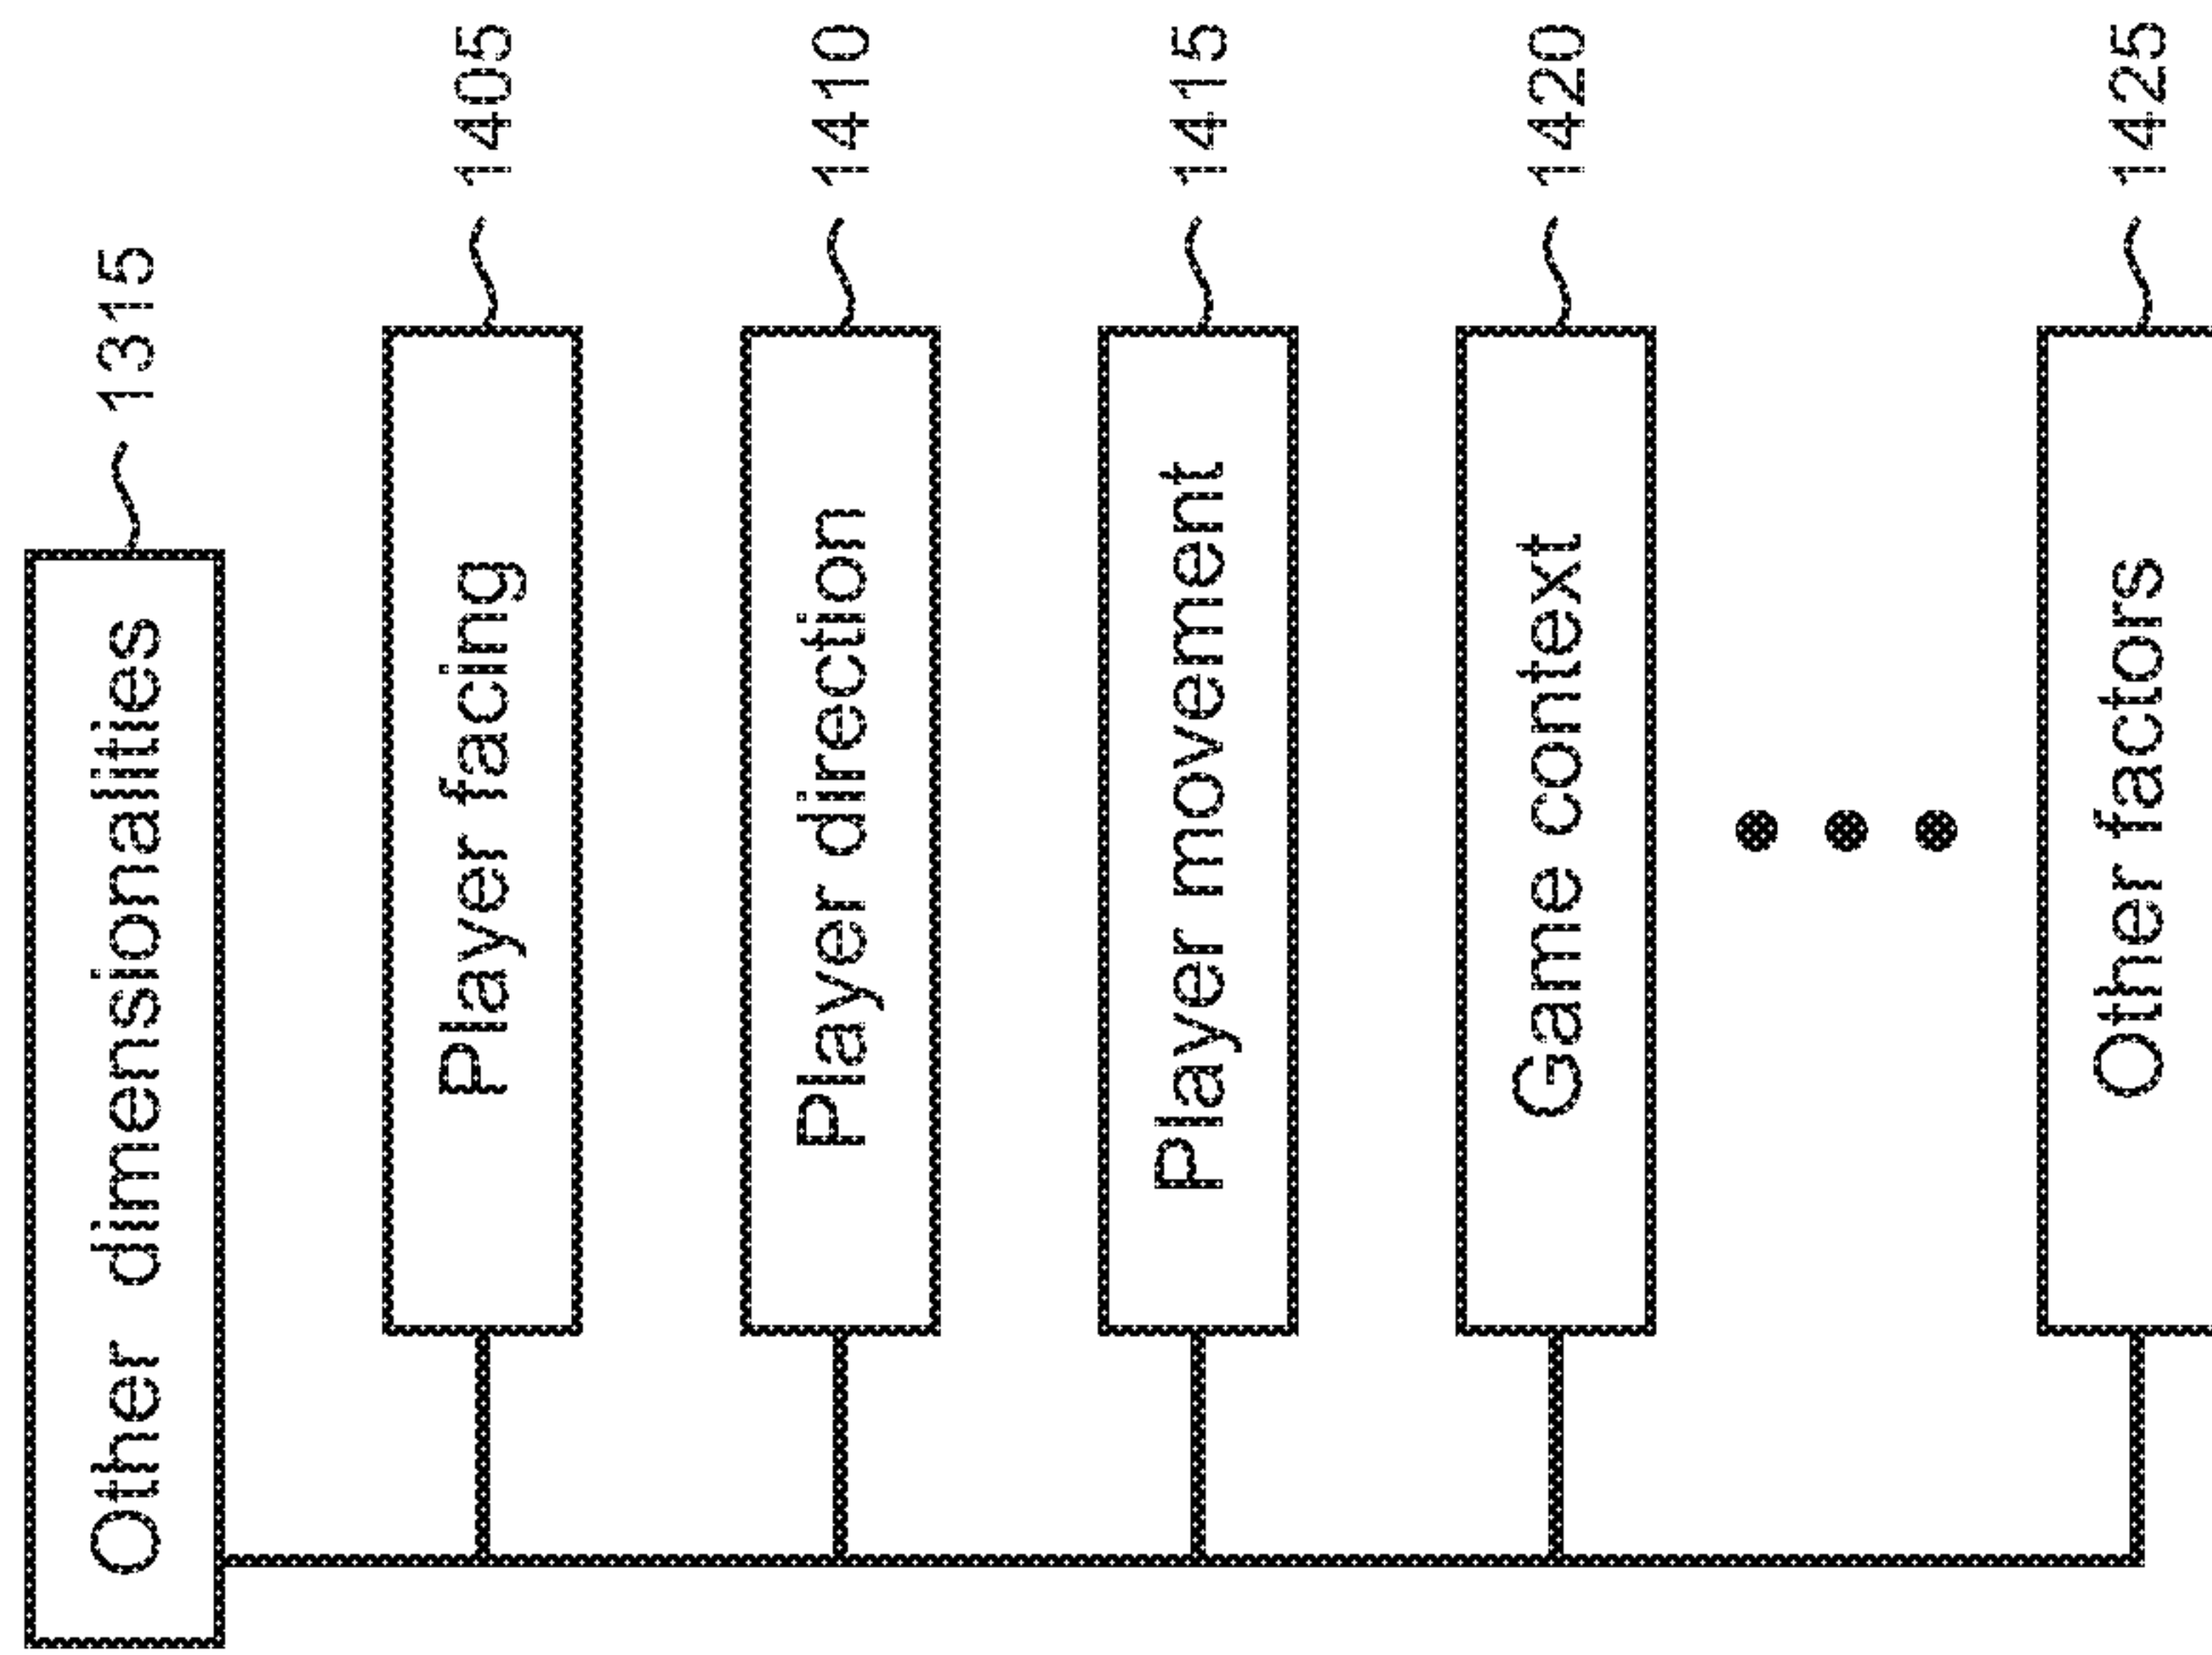 Other dimensionalities 1315
Player facing 1405
Player direction 1410
Player movement 1415
Game context 1420
Other factors 1425